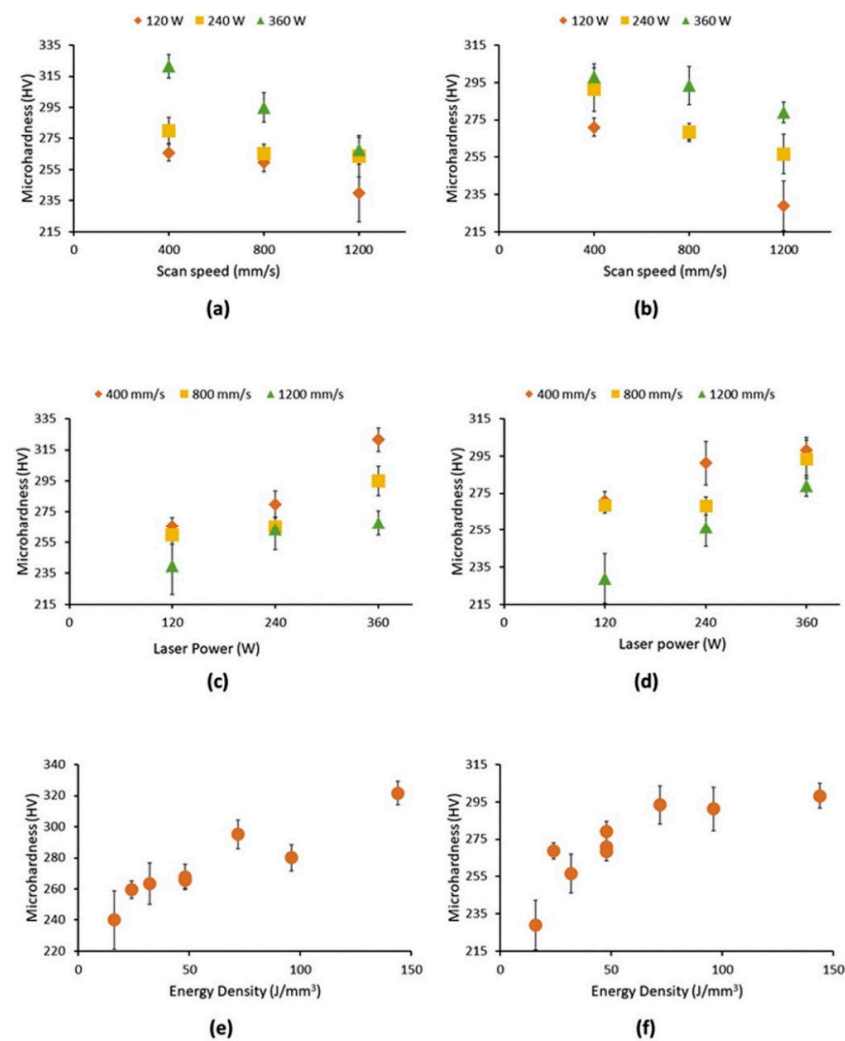 120 W 240 W 360 W
335
315
295
275
255
235
215
0 400 800 1200
Microhardness (HV)
Scan speed (mm/s)
(a)
120 W 240 W 360 W
315
295
275
255
235
215
0 400 800 1200
Microhardness (HV)
Scan speed (mm/s)
(b)
400 mm/s 800 mm/s 1200 mm/s
335
315
295
275
255
235
215
0 120 240 360
Microhardness (HV)
Laser Power (W)
(c)
400 mm/s 800 mm/s 1200 mm/s
315
295
275
255
235
215
0 120 240 360
Microhardness (HV)
Laser power (W)
(d)
340
320
300
280
260
240
220
0 50 100 150
Microhardness (HV)
Energy Density (J/mm³)
(e)
315
295
275
255
235
215
0 50 100 150
Microhardness (HV)
Energy Density (J/mm³)
(f)